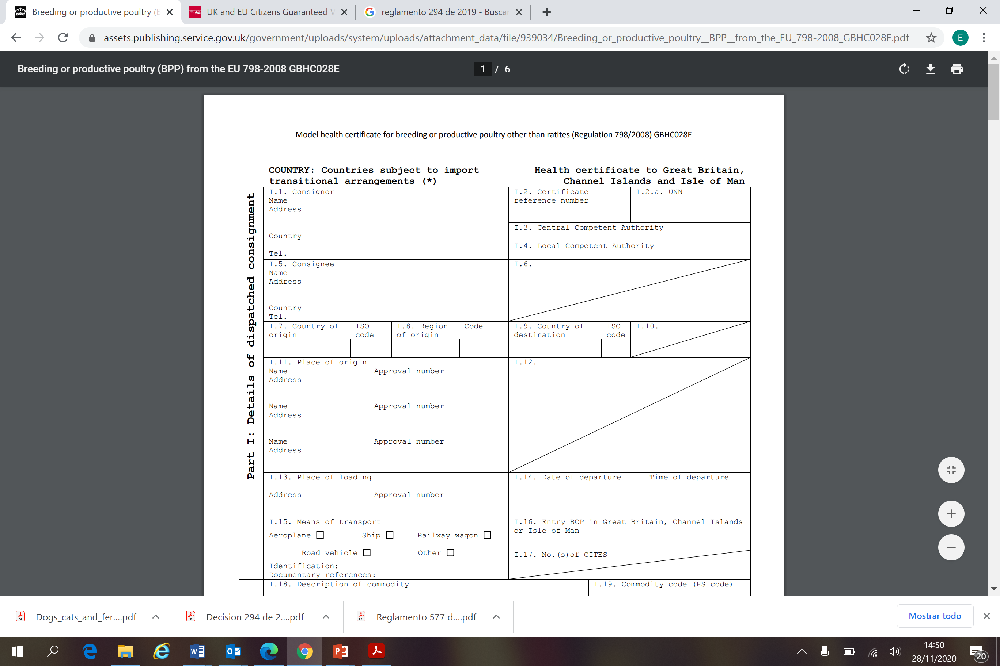 Breeding or productive poultry (
UK and EU Citizens Guaranteed
reglamento 294 de 2019 - Buscar
assets.publishing.service.gov.uk/government/uploads/system/uploads/attachment_data/file/939034/Breeding_or_productive_poultry__BPP__from_the_EU_798-2008_GBHC028E.pdf
E
Breeding or productive poultry (BPP) from the EU 798-2008 GBHC028E
1 / 6
Model health certificate for breeding or productive poultry other than ratites (Regulation 798/2008) GBHC028E
COUNTRY: Countries subject to import
transitional arrangements (*)
Health certificate to Great Britain,
Channel Islands and Isle of Man
Part I: Details of dispatched consignment
I.1. Consignor
Name
Address
Country
Tel.
I.2. Certificate
reference number
I.2.a. UNN
I.3. Central Competent Authority
I.4. Local Competent Authority
I.5. Consignee
Name
Address
Country
Tel.
I.6.
I.7. Country of ISO
origin code
I.8. Region Code
of origin
I.9. Country of ISO
destination code
I.10.
I.11. Place of origin
Name Approval number
Address
Name Approval number
Address
Name Approval number
Address
I.12.
I.13. Place of loading
Address Approval number
I.14. Date of departure Time of departure
I.15. Means of transport
Aeroplane Ship Railway wagon
Road vehicle Other
Identification:
Documentary references:
I.16. Entry BCP in Great Britain, Channel Islands
or Isle of Man
I.17. No.(s)of CITES
I.18. Description of commodity
I.19. Commodity code (HS code)
Dogs_cats_and_fer....pdf
Decision 294 de 2....pdf
Reglamento 577 d....pdf
Mostrar todo
14:50
28/11/2020
20